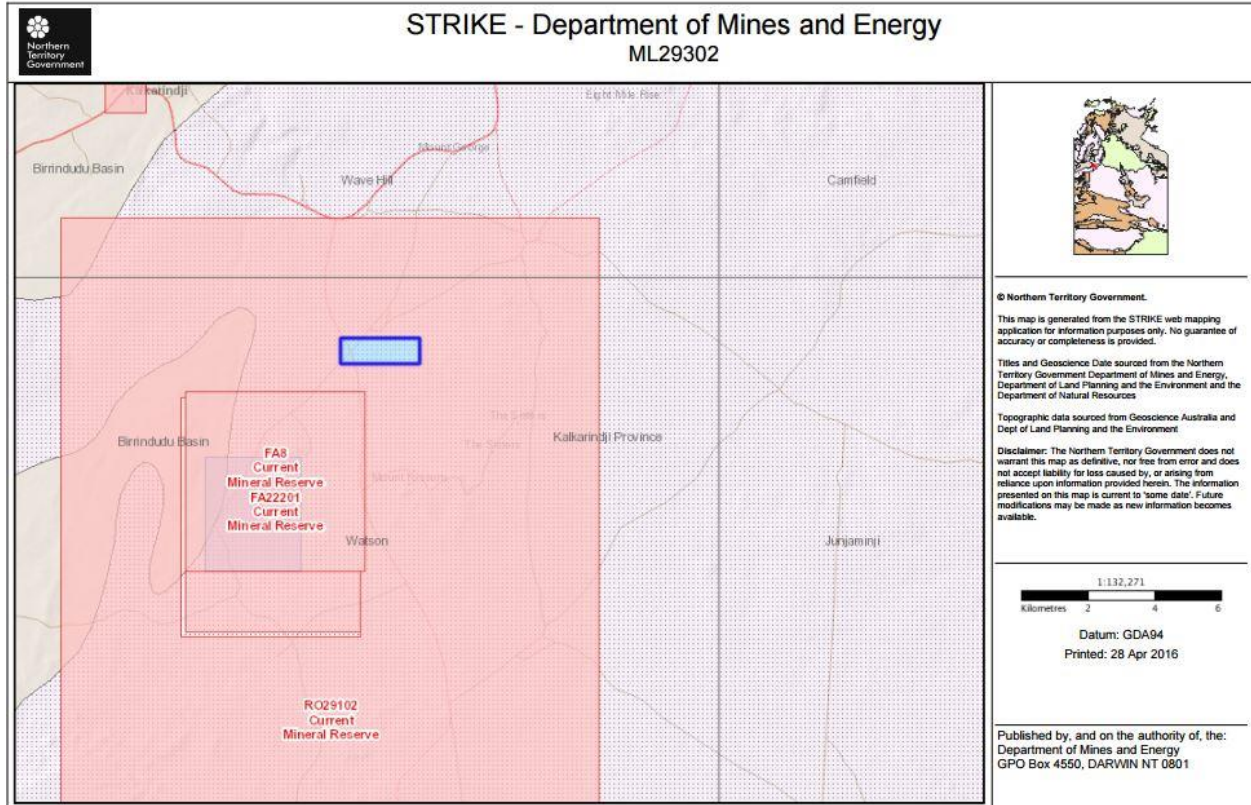 Northern
Territory
Government
STRIKE - Department of Mines and Energy
ML29302
Kalkarindji
Eight Mile Rise
Mount George
Birrindudu Basin
Wave Hill
Camfield
Birrindudu Basin
Kalkarindji Province
FA8
Current
Mineral Reserve
FA22201
Current
Mineral Reserve
Watson
Junjaminji
RO29102
Current
Mineral Reserve
© Northern Territory Government.
This map is generated from the STRIKE web mapping
application for information purposes only. No guarantee of
accuracy or completeness is provided.
Titles and Geoscience Date sourced from the Northern
Territory Government Department of Mines and Energy,
Department of Land Planning and the Environment and the
Department of Natural Resources
Topographic data sourced from Geoscience Australia and
Dept of Land Planning and the Environment
Disclaimer: The Northern Territory Government does not
warrant this map as definitive, nor free from error and does
not accept liability for loss caused by, or arising from
reliance upon information provided herein. The information
presented on this map is current to 'some date'. Future
modifications may be made as new information becomes
available.
1:132,271
Kilometres 2 4 6
Datum: GDA94
Printed: 28 Apr 2016
Published by, and on the authority of, the:
Department of Mines and Energy
GPO Box 4550, DARWIN NT 0801